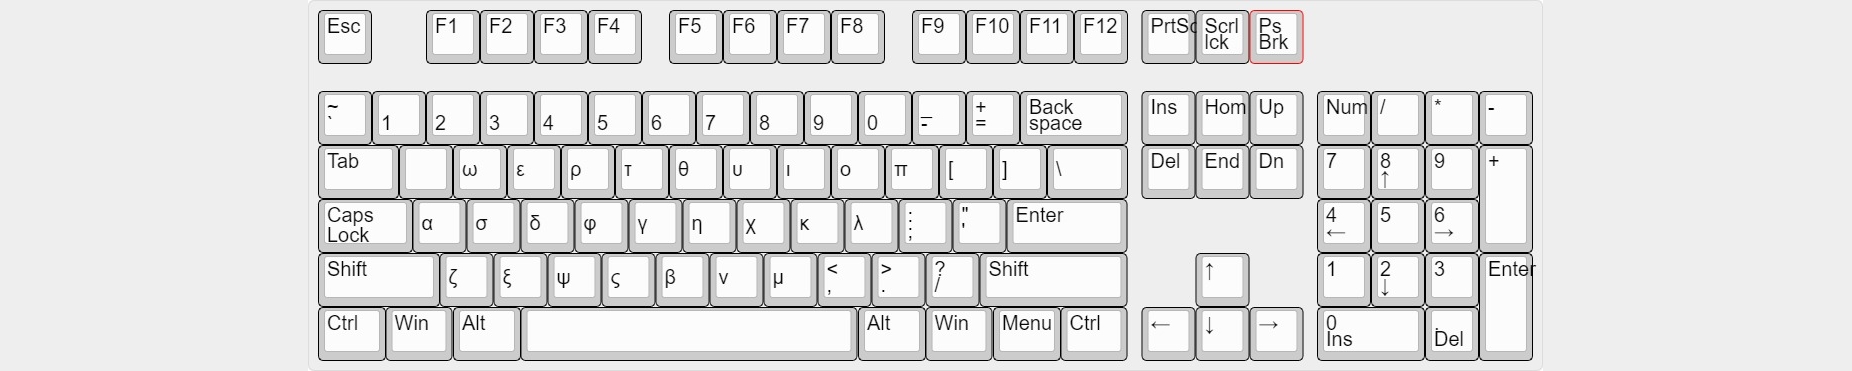 Esc F1 F2 F3 F4 F5 F6 F7 F8 F9 F10 F11 F12 PrtSc Scrl Ps
lck Brk
~ + Back Ins Hom Up Num / * -
` 1 2 3 4 5 6 7 8 9 0 _ - = space
Tab Del End Dn 7 8 9 +
ω ε ρ τ θ υ ι ο π [ ] \ ↑
Caps : " Enter 4 5 6
Lock α σ δ φ γ η χ κ λ ; ' ← →
Shift < > ? Shift ↑ 1 2 3 Enter
ζ ξ ψ ς β ν μ , . / ↓
Ctrl Win Alt Alt Win Menu Ctrl ← ↓ → 0 .
Ins Del